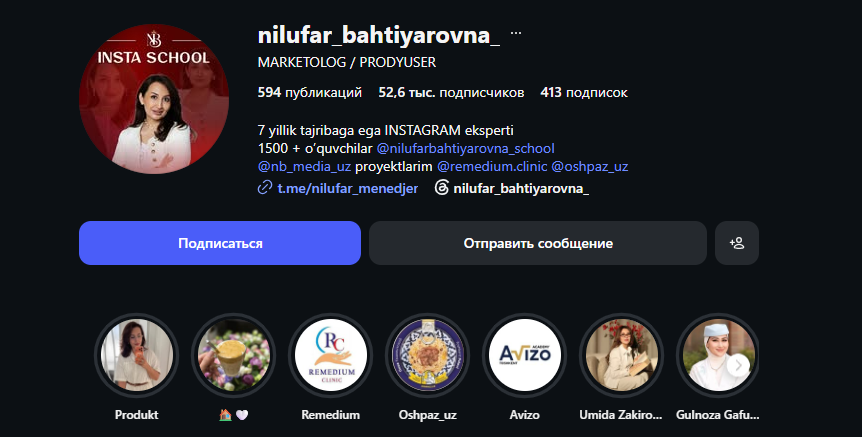 NB
INSTA SCHOOL
nilufar_bahtiyarovna_ ...
MARKETOLOG / PRODYUSER
594 публикаций 52,6 тыс. подписчиков 413 подписок
7 yillik tajribaga ega INSTAGRAM eksperti
1500 + o’quvchilar @nilufarbahtiyarovna_school
@nb_media_uz proyektlarim @remedium.clinic @oshpaz_uz
t.me/nilufar_menedjer nilufar_bahtiyarovna_
Подписаться Отправить сообщение
RC
REMEDIUM
CLINIC
AVIZO
ACADEMY
Produkt 🏠🤍 Remedium Oshpaz_uz Avizo Umida Zakiro... Gulnoza Gafu...